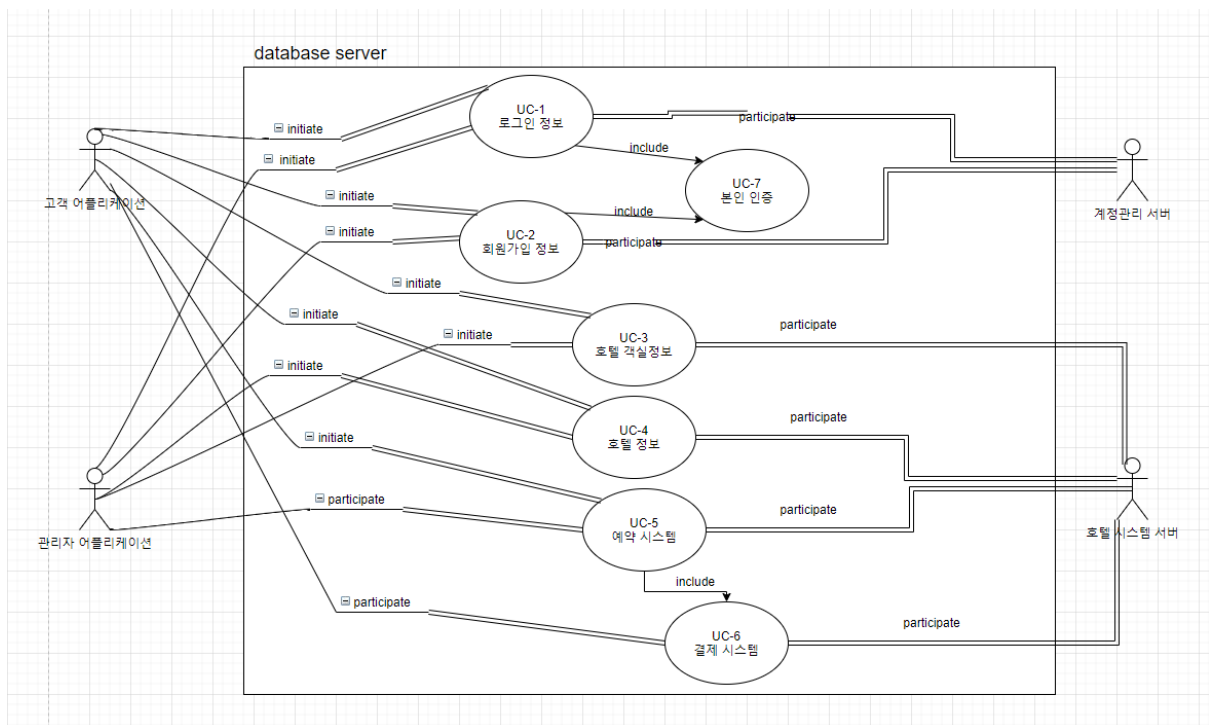 database server
UC-1
로그인 정보
initiate
participate
initiate
include
고객 어플리케이션
initiate
UC-7
본인 인증
계정관리 서버
include
initiate
UC-2
회원가입 정보
participate
initiate
initiate
participate
initiate
UC-3
호텔 객실정보
initiate
participate
UC-4
호텔 정보
initiate
participate
participate
UC-5
예약 시스템
관리자 어플리케이션
호텔 시스템 서버
include
participate
participate
UC-6
결제 시스템